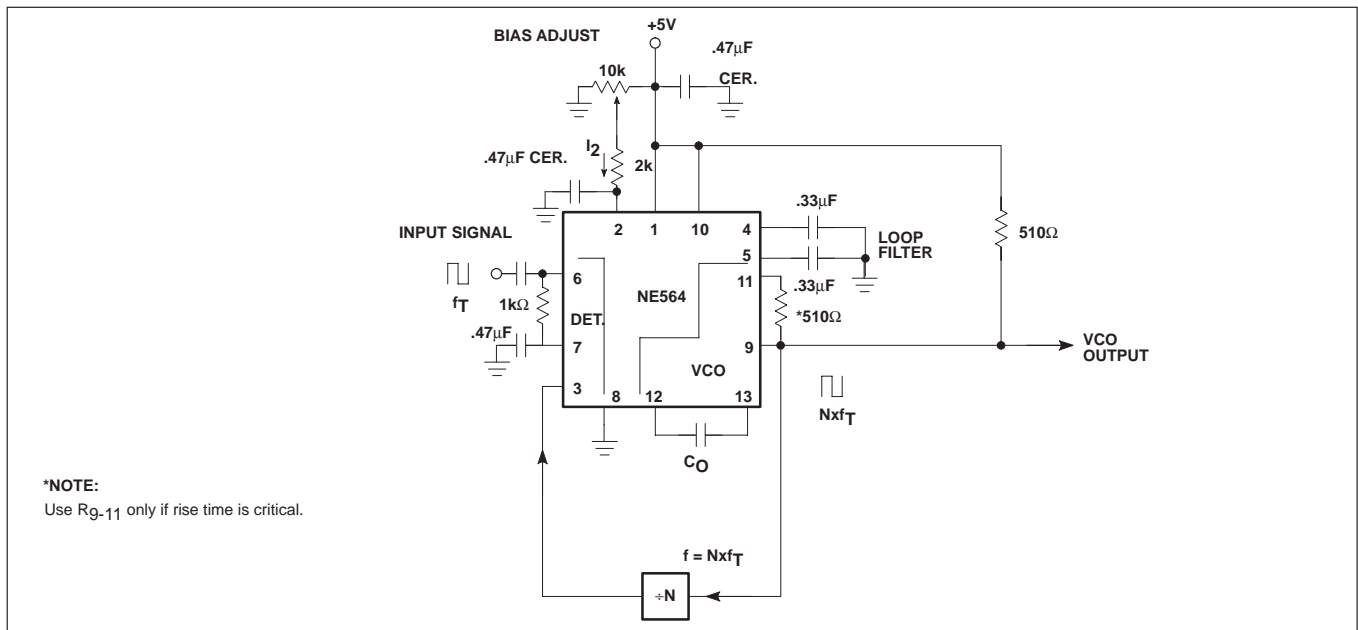 +5V
BIAS ADJUST
.47μF
CER.
10k
I2
2k
.47μF CER.
.33μF
2
1
10
4
LOOP
FILTER
510Ω
INPUT SIGNAL
5
6
11
NE564
.33μF
fT
1kΩ
DET.
*510Ω
.47μF
7
9
VCO
OUTPUT
VCO
3
8
12
13
NxfT
CO
*NOTE:
Use R9-11 only if rise time is critical.
f = NxfT
÷N